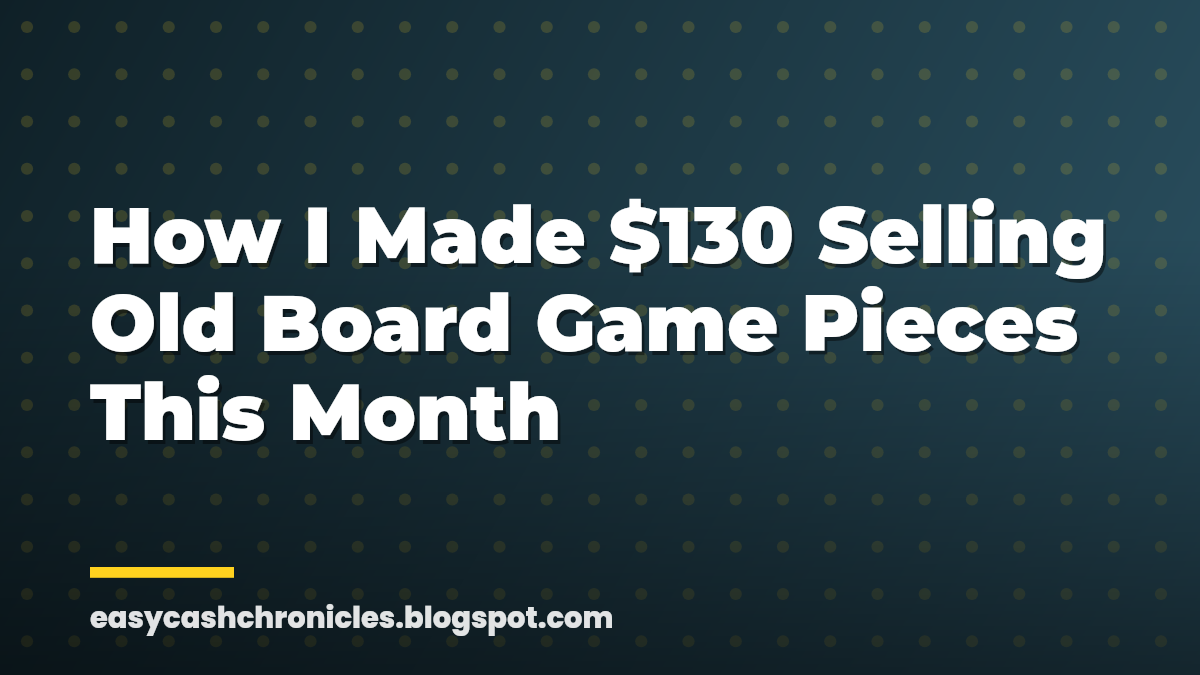 How I Made $130 Selling
Old Board Game Pieces
This Month
easycashchronicles.blogspot.com